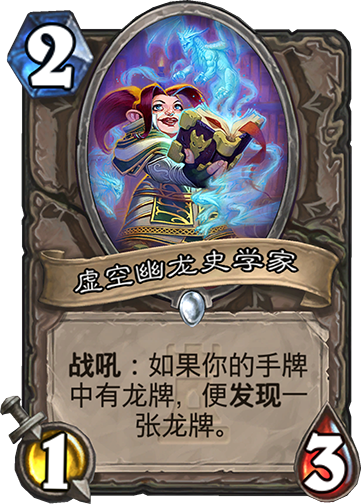 2
虚空幽龙史学家
战吼：如果你的手牌
中有龙牌，便发现一
张龙牌。
1
3